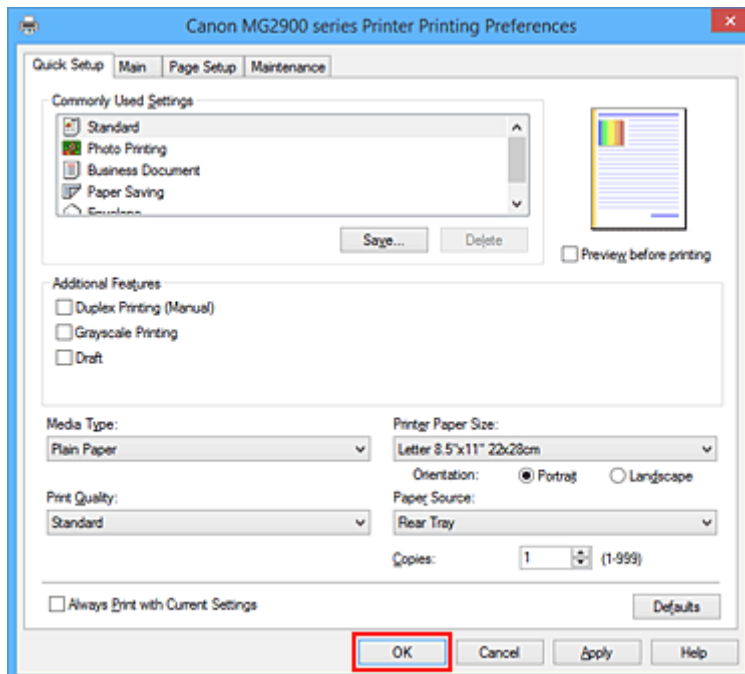 Canon MG2900 series Printer Printing Preferences
Quick Setup Main Page Setup Maintenance
Commonly Used Settings
Standard
Photo Printing
Business Document
Paper Saving
Envelope
Save... Delete
Preview before printing
Additional Features
Duplex Printing (Manual)
Grayscale Printing
Draft
Media Type:
Plain Paper
Printer Paper Size:
Letter 8.5"x11" 22x28cm
Orientation: Portrait Landscape
Print Quality:
Standard
Paper Source:
Rear Tray
Copies: 1 (1-999)
Always Print with Current Settings
Defaults
OK Cancel Apply Help